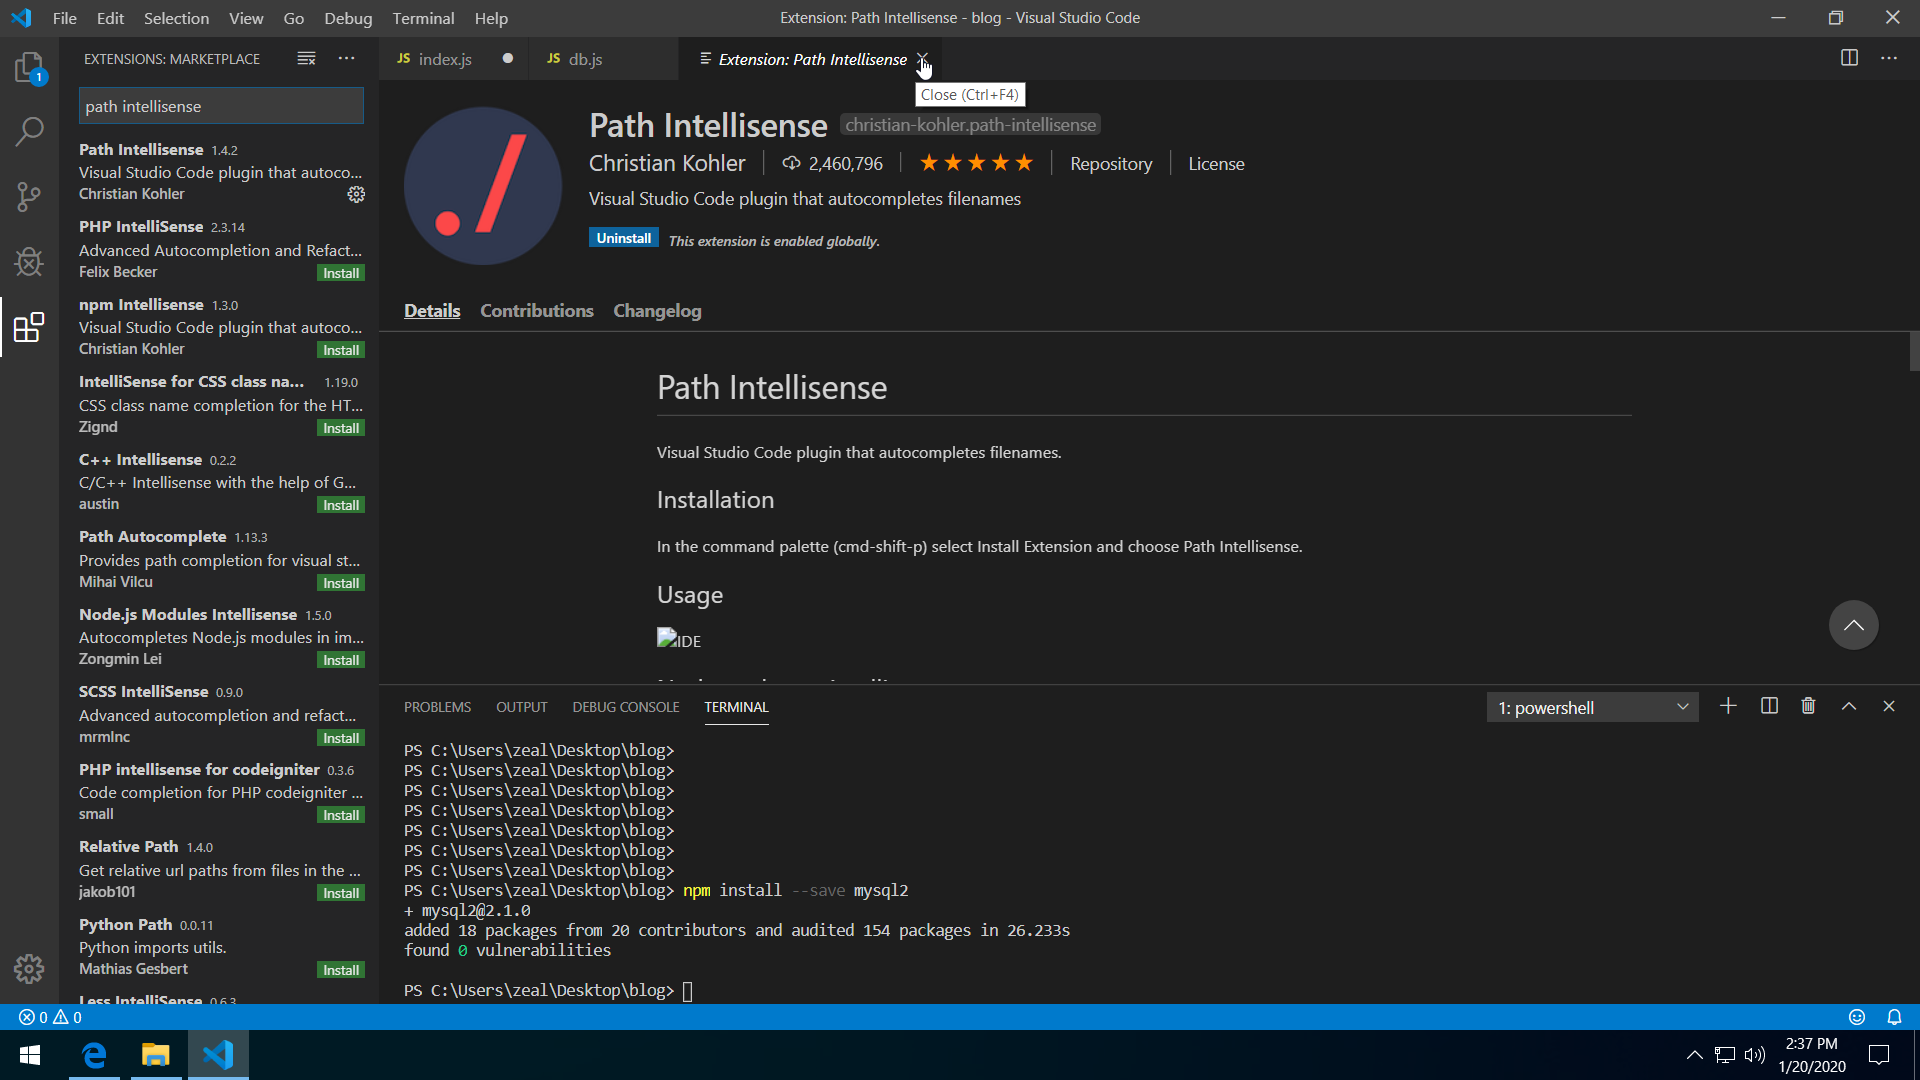 File Edit Selection View Go Debug Terminal Help
Extension: Path Intellisense - blog - Visual Studio Code
EXTENSIONS: MARKETPLACE
1
path intellisense
Path Intellisense 1.4.2
Visual Studio Code plugin that autoco...
Christian Kohler
PHP IntelliSense 2.3.14
Advanced Autocompletion and Refact...
Felix Becker Install
npm Intellisense 1.3.0
Visual Studio Code plugin that autoco...
Christian Kohler Install
IntelliSense for CSS class na... 1.19.0
CSS class name completion for the HT...
Zignd Install
C++ Intellisense 0.2.2
C/C++ Intellisense with the help of G...
austin Install
Path Autocomplete 1.13.3
Provides path completion for visual st...
Mihai Vilcu Install
Node.js Modules Intellisense 1.5.0
Autocompletes Node.js modules in im...
Zongmin Lei Install
SCSS IntelliSense 0.9.0
Advanced autocompletion and refact...
mrmlnc Install
PHP intellisense for codeigniter 0.3.6
Code completion for PHP codeigniter ...
small Install
Relative Path 1.4.0
Get relative url paths from files in the ...
jakob101 Install
Python Path 0.0.11
Python imports utils.
Mathias Gesbert Install
Less IntelliSense 0.6.3
JS index.js
JS db.js
Extension: Path Intellisense
Close (Ctrl+F4)
./
Path Intellisense christian-kohler.path-intellisense
Christian Kohler 2,460,796 Repository License
Visual Studio Code plugin that autocompletes filenames
Uninstall This extension is enabled globally.
Details Contributions Changelog
Path Intellisense
Visual Studio Code plugin that autocompletes filenames.
Installation
In the command palette (cmd-shift-p) select Install Extension and choose Path Intellisense.
Usage
IDE
PROBLEMS OUTPUT DEBUG CONSOLE TERMINAL
1: powershell
PS C:\Users\zeal\Desktop\blog>
PS C:\Users\zeal\Desktop\blog>
PS C:\Users\zeal\Desktop\blog>
PS C:\Users\zeal\Desktop\blog>
PS C:\Users\zeal\Desktop\blog>
PS C:\Users\zeal\Desktop\blog>
PS C:\Users\zeal\Desktop\blog>
PS C:\Users\zeal\Desktop\blog> npm install --save mysql2
+ mysql2@2.1.0
added 18 packages from 20 contributors and audited 154 packages in 26.233s
found 0 vulnerabilities
PS C:\Users\zeal\Desktop\blog>
0 0
2:37 PM
1/20/2020